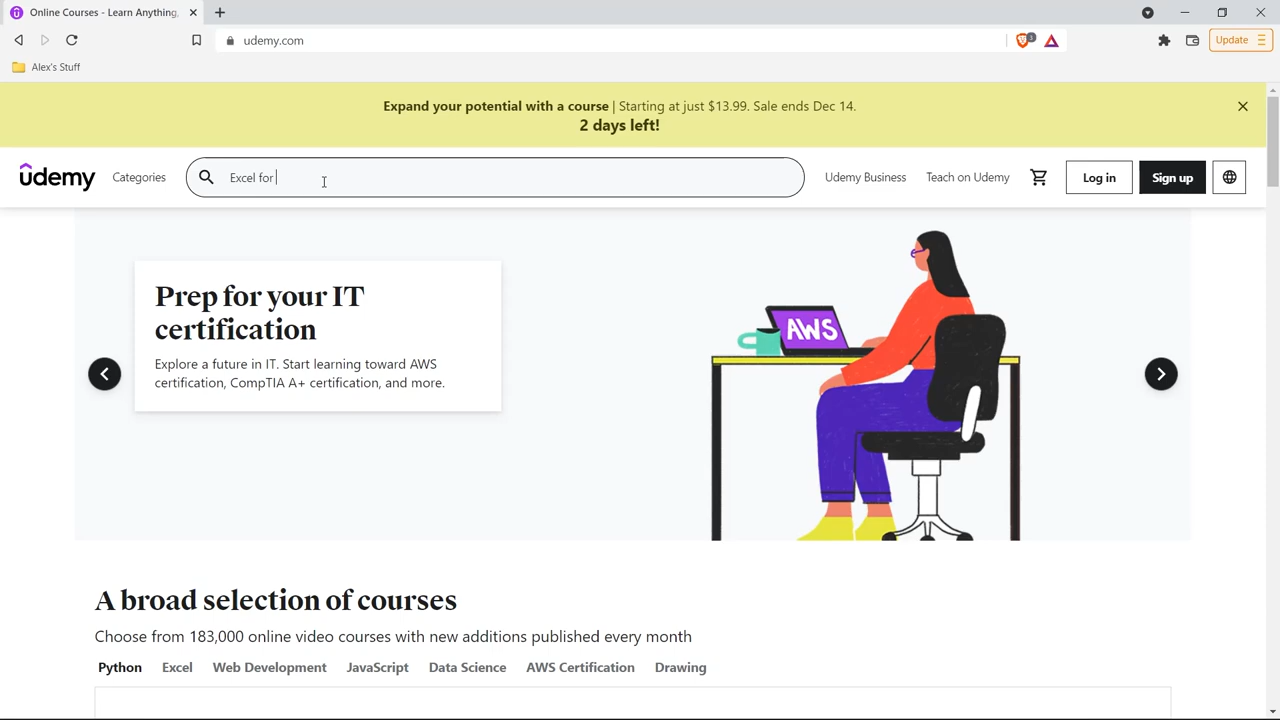 Online Courses - Learn Anything,
udemy.com
3
Update
Alex's Stuff
Expand your potential with a course | Starting at just $13.99. Sale ends Dec 14.
2 days left!
udemy
Categories
Excel for
Udemy Business
Teach on Udemy
Log in
Sign up
Prep for your IT
certification
Explore a future in IT. Start learning toward AWS
certification, CompTIA A+ certification, and more.
AWS
A broad selection of courses
Choose from 183,000 online video courses with new additions published every month
Python Excel Web Development JavaScript Data Science AWS Certification Drawing